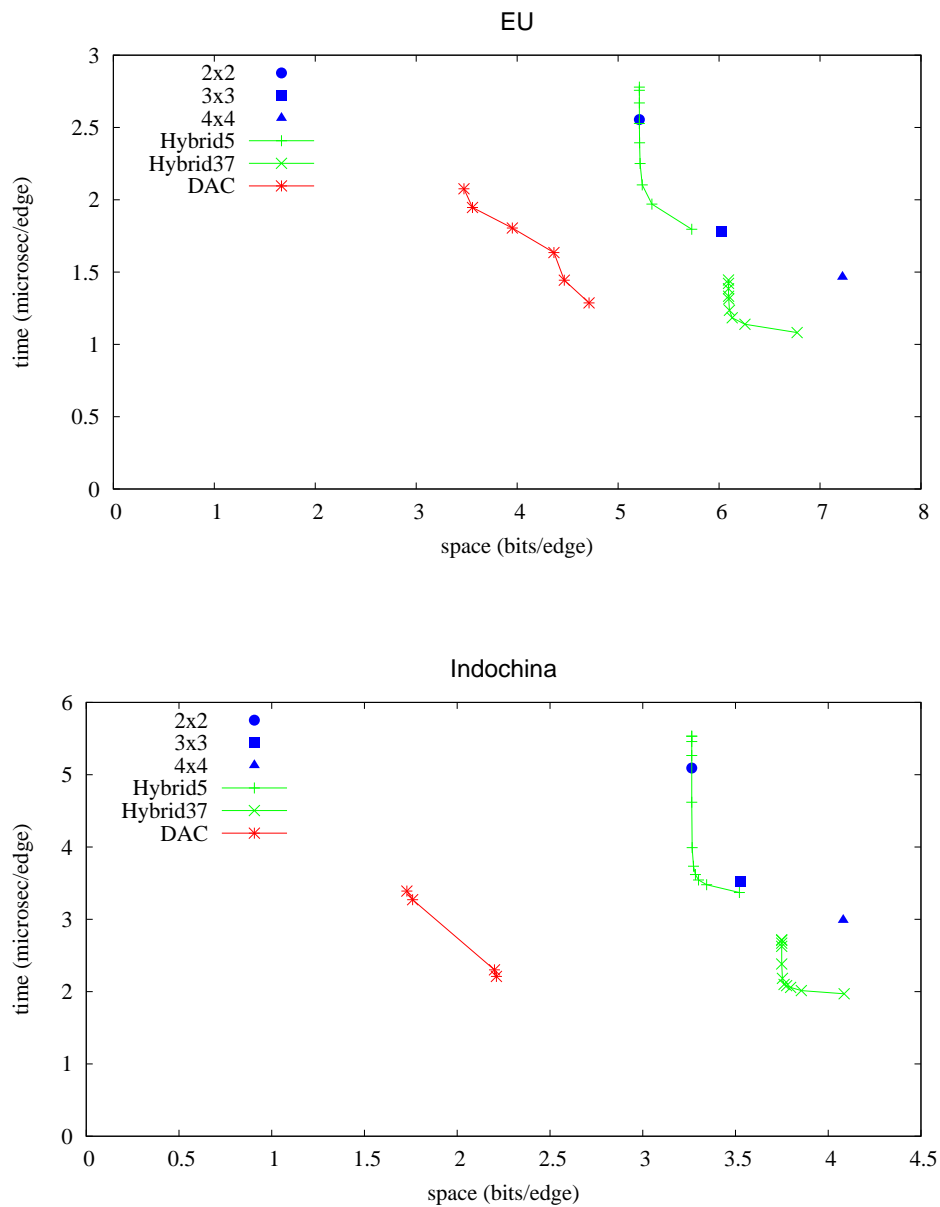 EU
3
2.5
2
1.5
1
0.5
0
2x2
3x3
4x4
Hybrid5
Hybrid37
DAC
time (microsec/edge)
0 1 2 3 4 5 6 7 8
space (bits/edge)
Indochina
6
5
4
3
2
1
0
2x2
3x3
4x4
Hybrid5
Hybrid37
DAC
time (microsec/edge)
0 0.5 1 1.5 2 2.5 3 3.5 4 4.5
space (bits/edge)